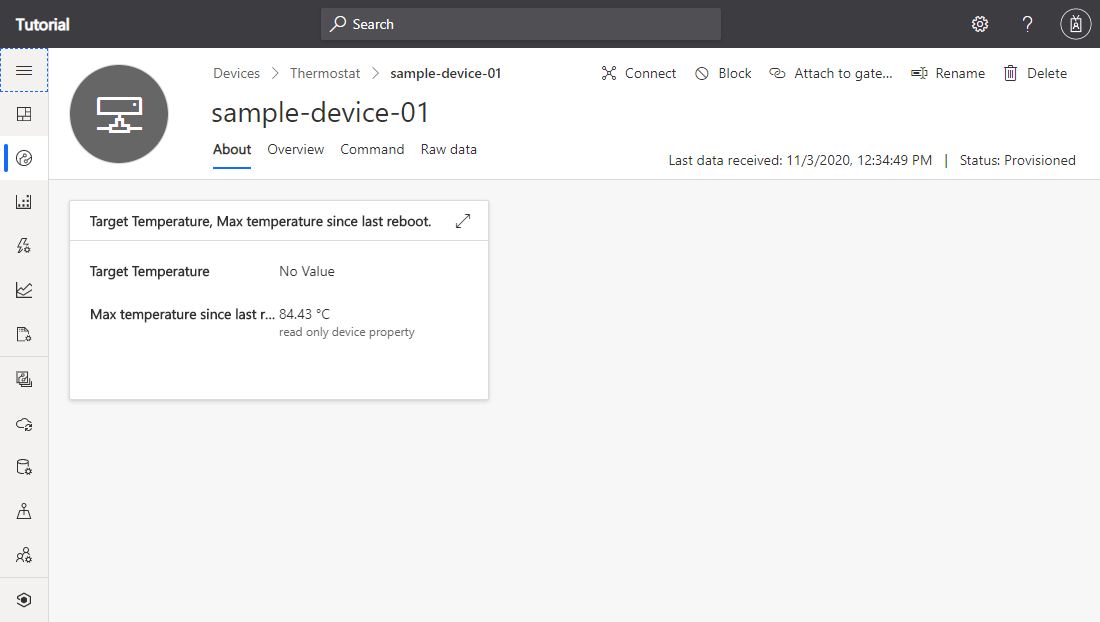 Tutorial
Search
?
Devices > Thermostat > sample-device-01
Connect Block Attach to gate... Rename Delete
sample-device-01
About Overview Command Raw data
Last data received: 11/3/2020, 12:34:49 PM | Status: Provisioned
Target Temperature, Max temperature since last reboot.
Target Temperature No Value
Max temperature since last r... 84.43 °C
read only device property